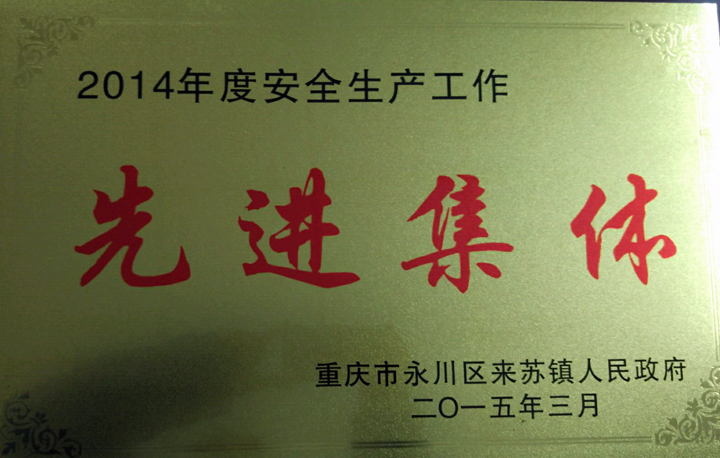 2014年度安全生产工作
先进集体
重庆市永川区来苏镇人民政府
二〇一五年三月